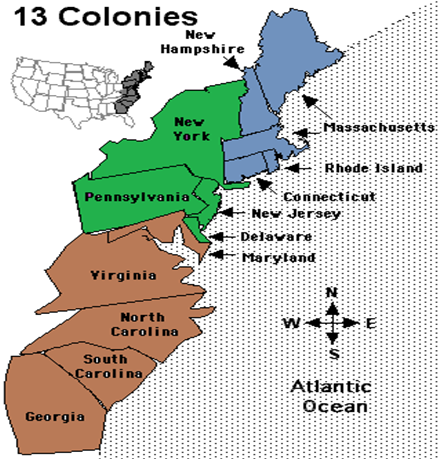 13 Colonies
New
Hampshire
New
York
Massachusetts
Rhode Island
Pennsylvania
Connecticut
New Jersey
Delaware
Maryland
Virginia
N
North
Carolina
W
E
S
South
Carolina
Atlantic
Ocean
Georgia